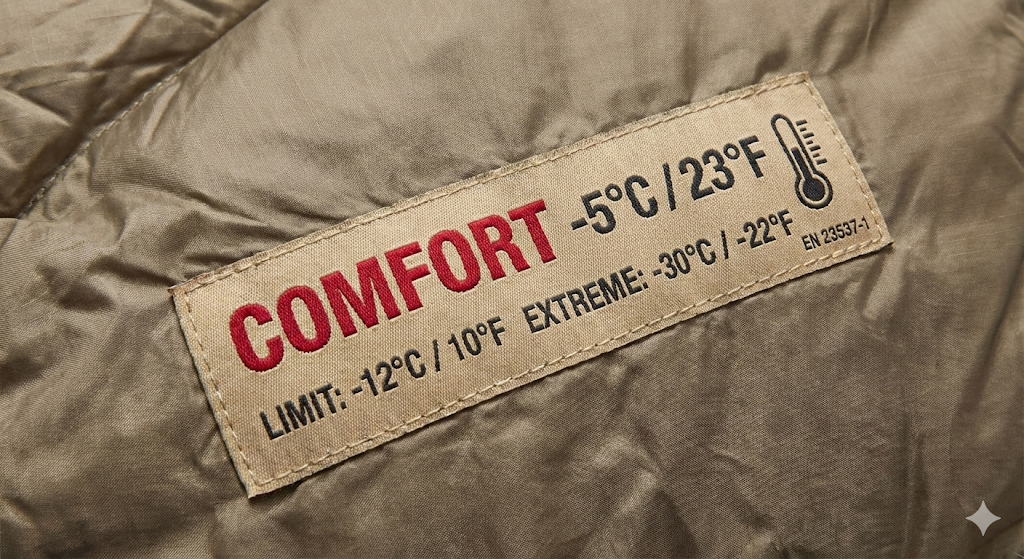 COMFORT -5°C / 23°F
LIMIT: -12°C / 10°F EXTREME: -30°C / -22°F
EN 23537-1